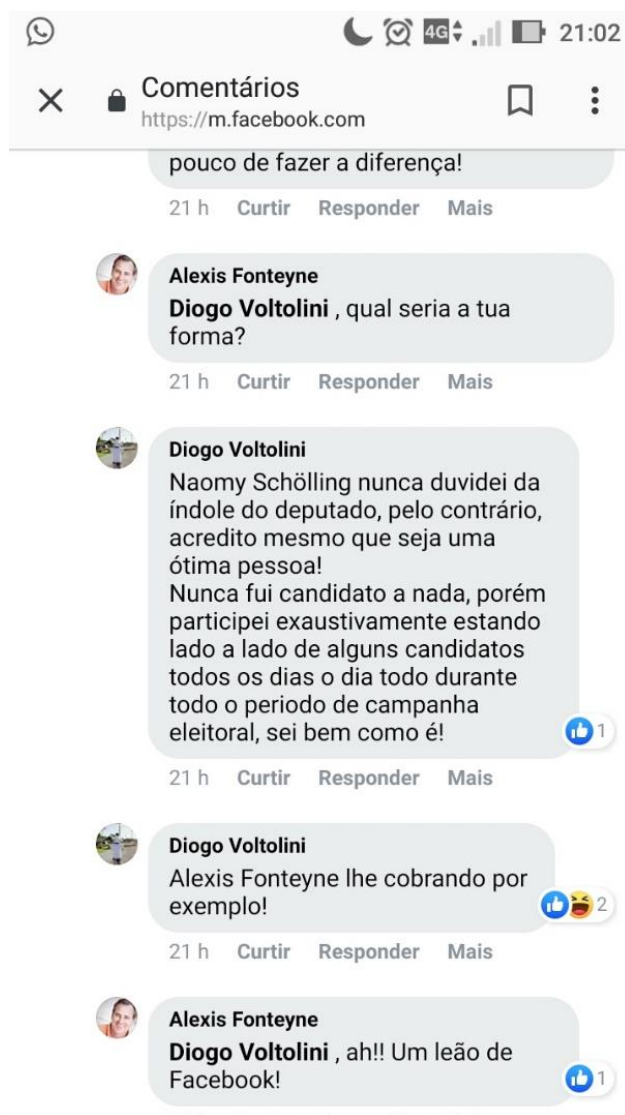 4G 21:02
Comentários
https://m.facebook.com
pouco de fazer a diferença!
21 h Curtir Responder Mais
Alexis Fonteyne
Diogo Voltolini , qual seria a tua
forma?
21 h Curtir Responder Mais
Diogo Voltolini
Naomy Schölling nunca duvidei da
índole do deputado, pelo contrário,
acredito mesmo que seja uma
ótima pessoa!
Nunca fui candidato a nada, porém
participei exaustivamente estando
lado a lado de alguns candidatos
todos os dias o dia todo durante
todo o periodo de campanha
eleitoral, sei bem como é!
1
21 h Curtir Responder Mais
Diogo Voltolini
Alexis Fonteyne lhe cobrando por
exemplo!
2
21 h Curtir Responder Mais
Alexis Fonteyne
Diogo Voltolini , ah!! Um leão de
Facebook!
1